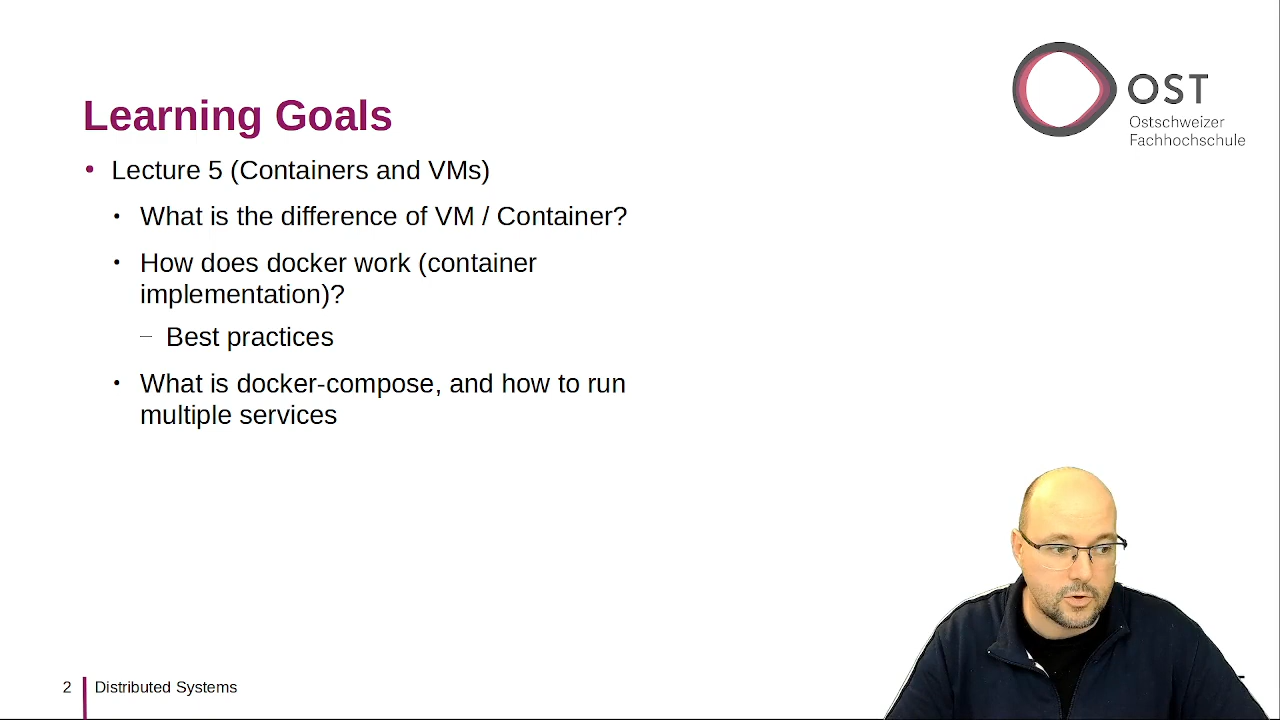 OST
Ostschweizer
Fachhochschule
Learning Goals
• Lecture 5 (Containers and VMs)
• What is the difference of VM / Container?
• How does docker work (container
implementation)?
– Best practices
• What is docker-compose, and how to run
multiple services
2 Distributed Systems